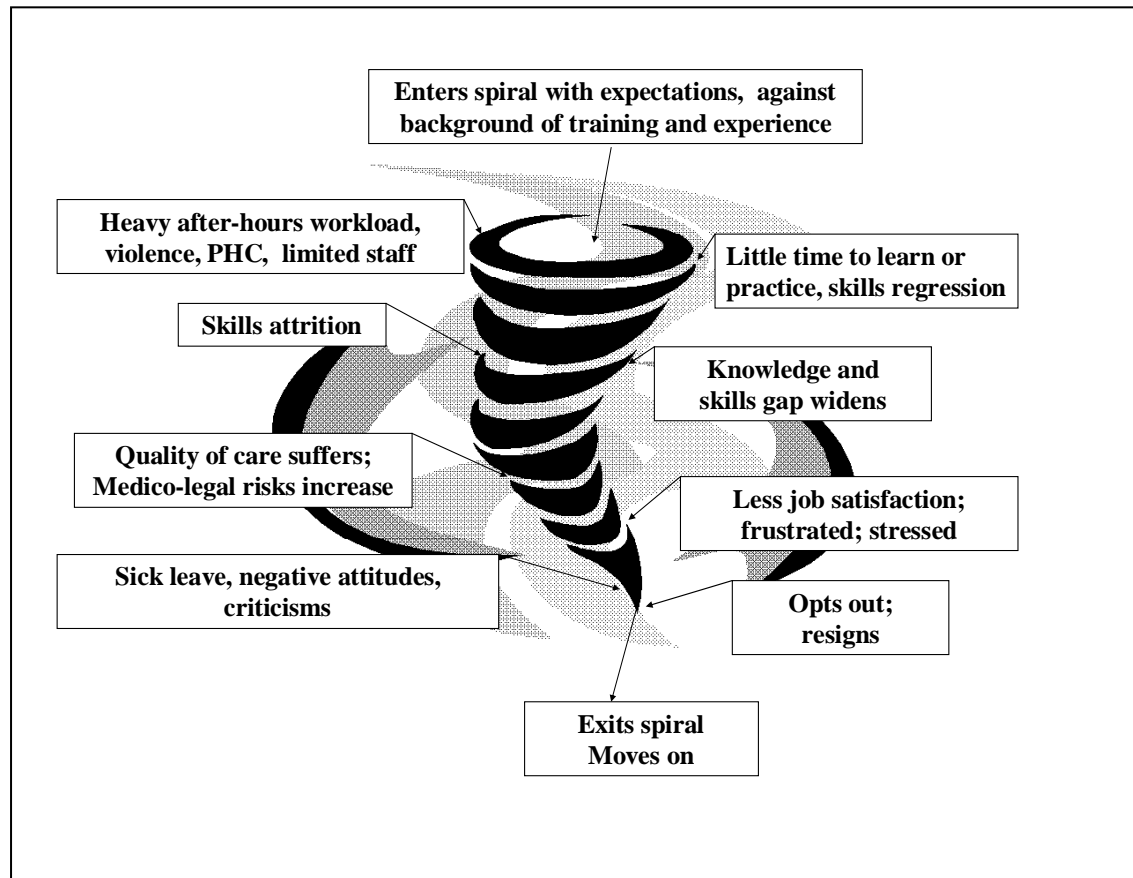 Enters spiral with expectations, against
background of training and experience
Heavy after-hours workload,
violence, PHC, limited staff
Little time to learn or
practice, skills regression
Skills attrition
Knowledge and
skills gap widens
Quality of care suffers;
Medico-legal risks increase
Less job satisfaction;
frustrated; stressed
Sick leave, negative attitudes,
criticisms
Opts out;
resigns
Exits spiral
Moves on